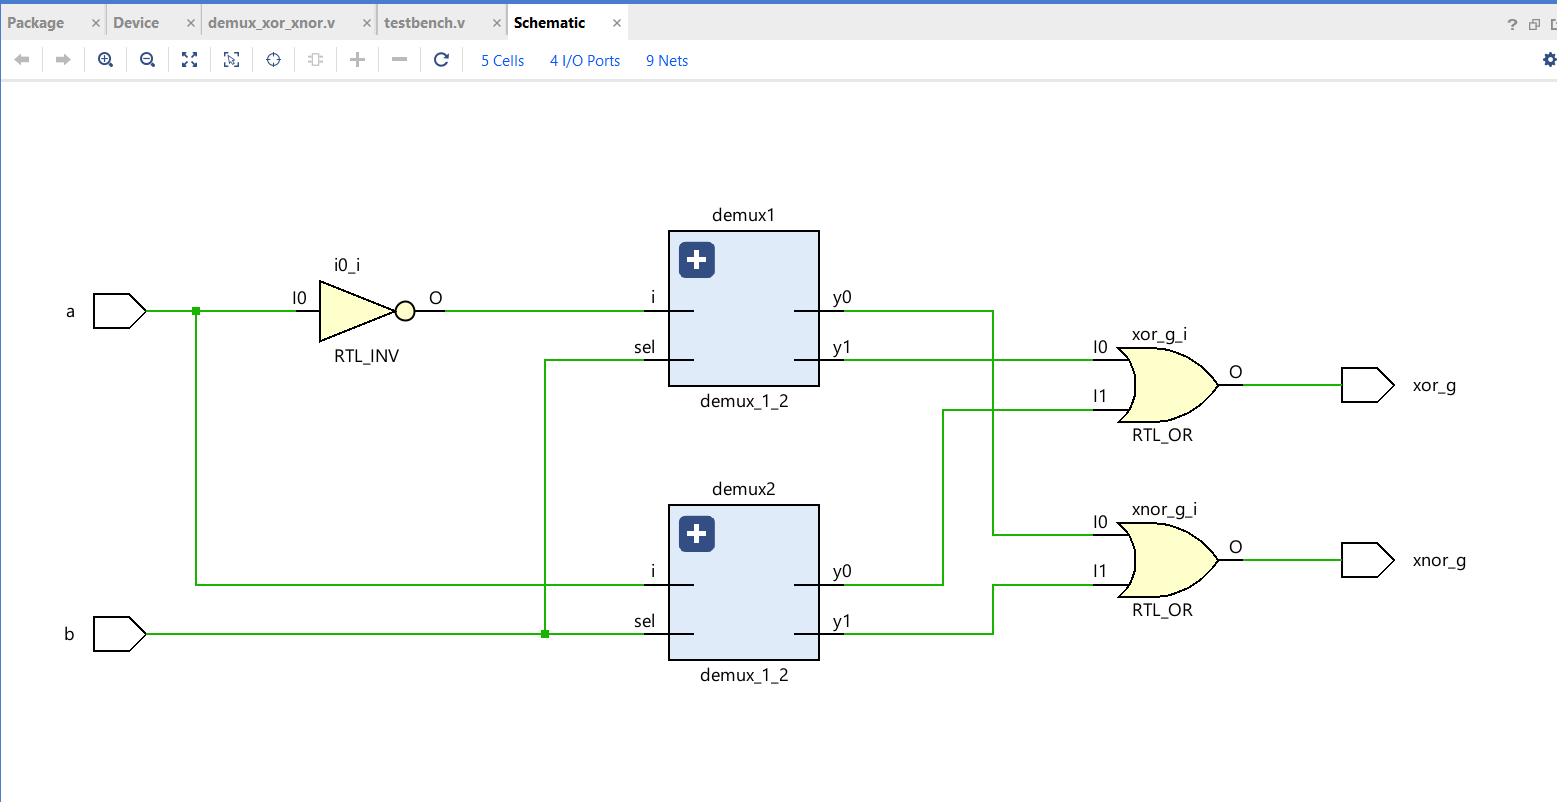 Package Device demux_xor_xnor.v testbench.v Schematic
5 Cells 4 I/O Ports 9 Nets
demux1
i0_i
a I0 O i y0
sel y1
RTL_INV
demux_1_2
xor_g_i
I0
I1
O
xor_g
RTL_OR
demux2
i y0
b sel y1
demux_1_2
xnor_g_i
I0
I1
O
xnor_g
RTL_OR